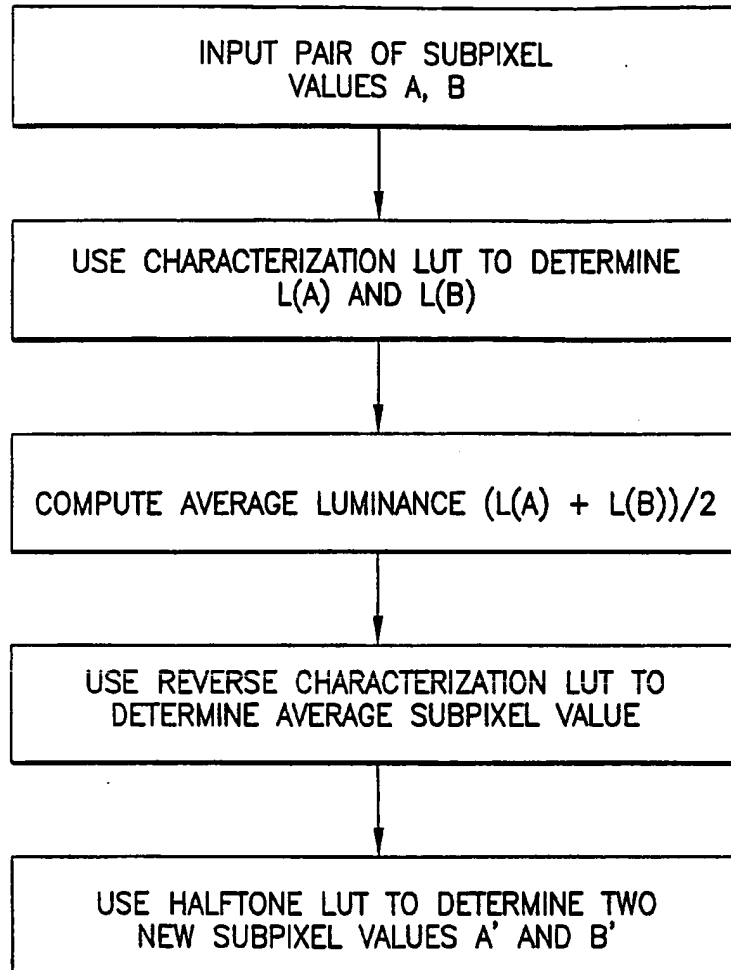 INPUT PAIR OF SUBPIXEL
VALUES A, B
USE CHARACTERIZATION LUT TO DETERMINE
L(A) AND L(B)
COMPUTE AVERAGE LUMINANCE (L(A) + L(B))/2
USE REVERSE CHARACTERIZATION LUT TO
DETERMINE AVERAGE SUBPIXEL VALUE
USE HALFTONE LUT TO DETERMINE TWO
NEW SUBPIXEL VALUES A' AND B'